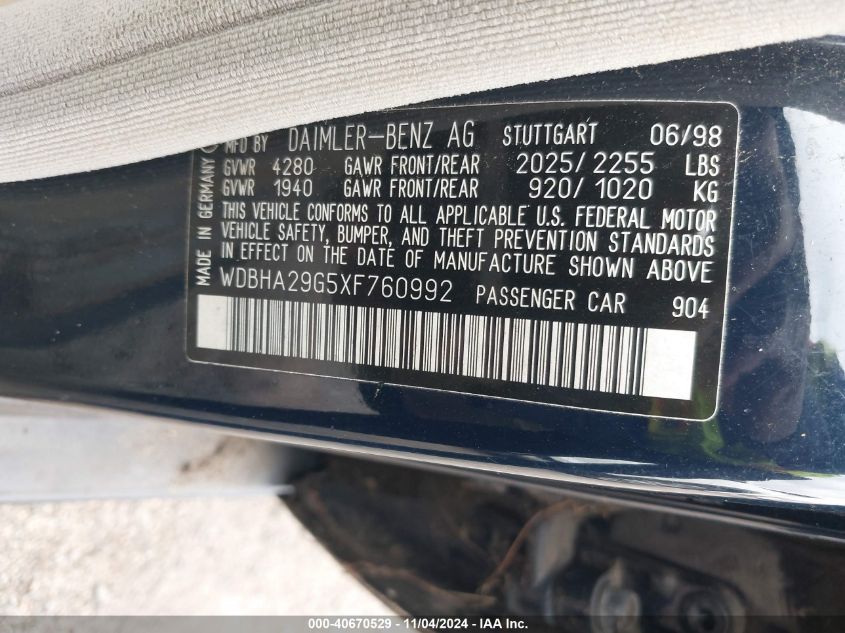 MFD BY DAIMLER-BENZ AG STUTTGART 06/98
GVWR 4280 GAWR FRONT/REAR 2025/2255 LBS
GVWR 1940 GAWR FRONT/REAR 920/1020 KG
THIS VEHICLE CONFORMS TO ALL APPLICABLE U.S. FEDERAL MOTOR
VEHICLE SAFETY, BUMPER, AND THEFT PREVENTION STANDARDS
IN EFFECT ON THE DATE OF MANUFACTURE SHOWN ABOVE
WDBHA29G5XF760992 PASSENGER CAR 904
MADE IN GERMANY
000-40670529 - 11/04/2024 - IAAI Inc.